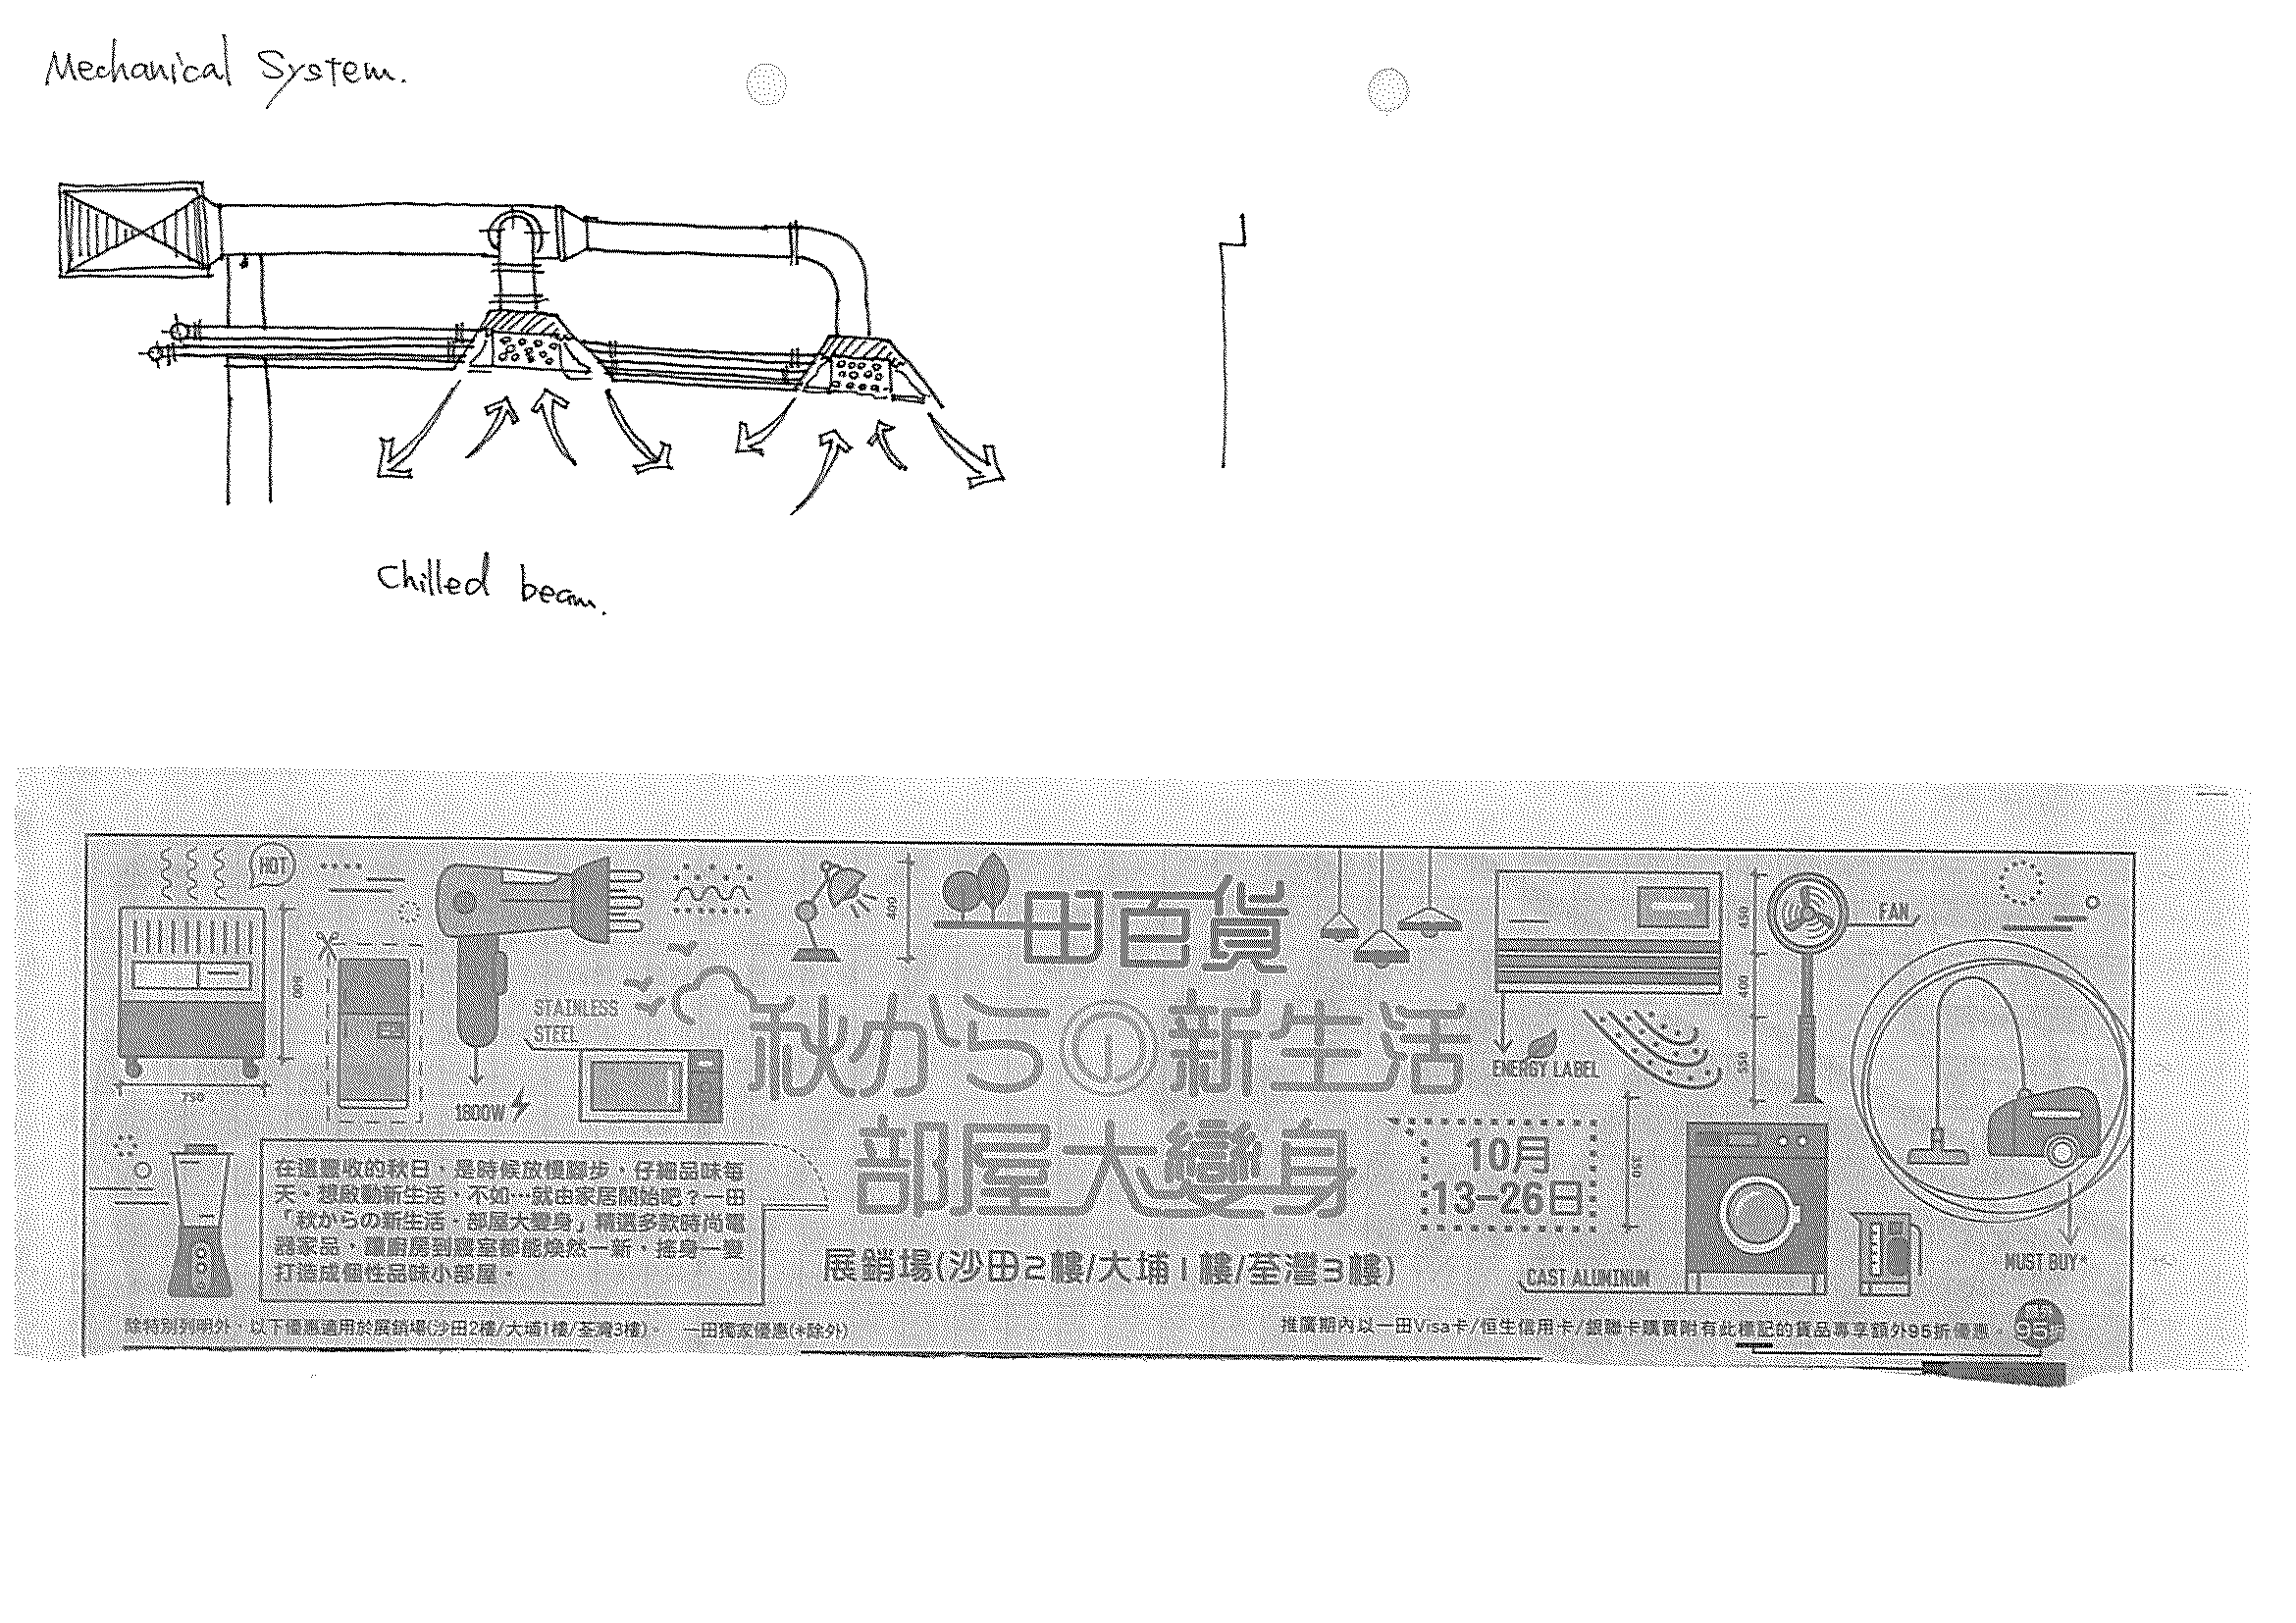 Mechanical System.
Chilled beam.
HOT
800
750
STAINLESS
STEEL
1800W
400
一田百貨
秋からの新生活
部屋大變身
10月
13-26日
展銷場(沙田2樓/大埔1樓/荃灣3樓)
ENERGY LABEL
450
400
550
FAN
350
CAST ALUMINUM
MUST BUY
在這豐收的秋日，是時候放慢腳步，仔細品味每
天。想啟動新生活，不如…就由家居開始吧？一田
「秋からの新生活‧部屋大變身」精選多款時尚電
器家品，讓廚房到睡室都能煥然一新，搖身一變
打造成個性品味小部屋。
除特別列明外，以下優惠適用於展銷場(沙田2樓/大埔1樓/荃灣3樓)。 一田獨家優惠(*除外)
推廣期內以一田Visa卡/恒生信用卡/銀聯卡購買附有此標記的貨品專享額外95折優惠。
95折